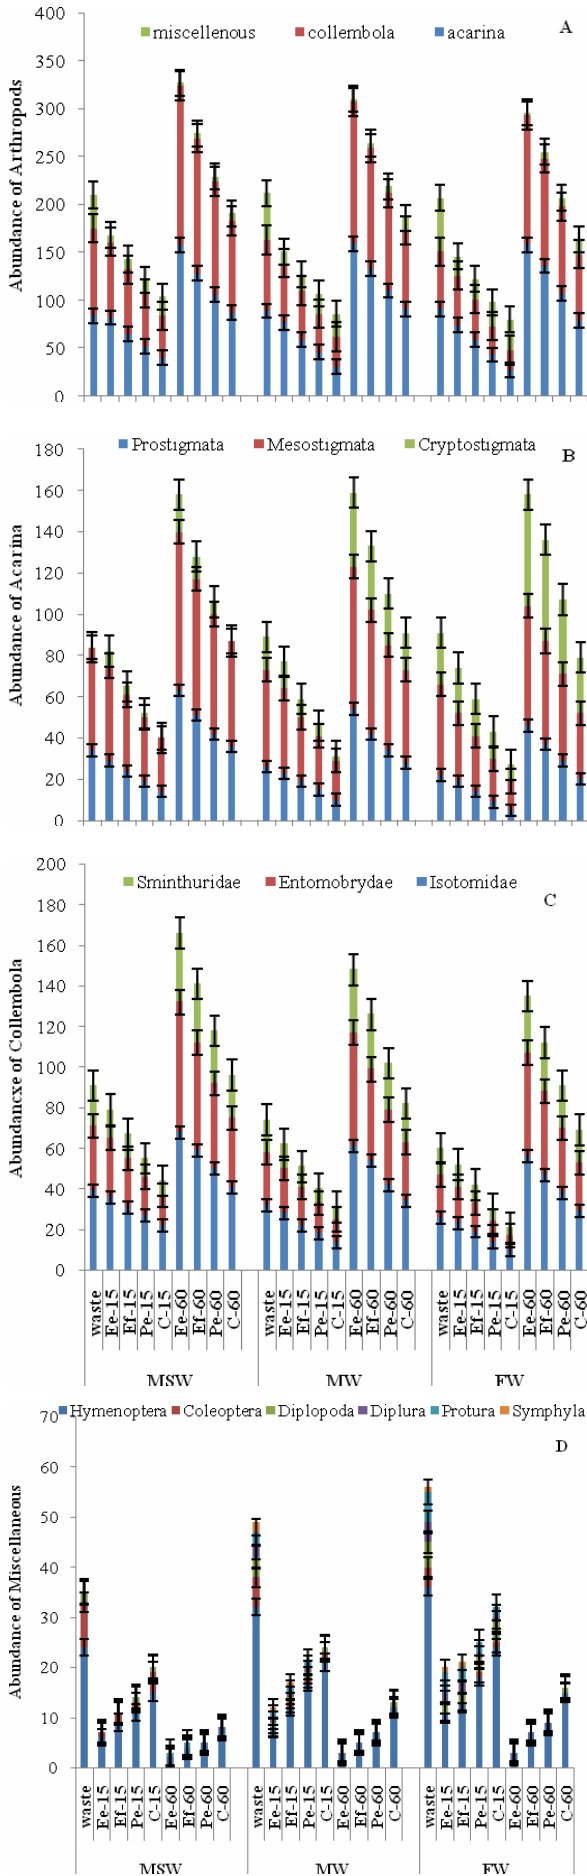 miscellenous collembola acarina A
Abundance of Arthropods
400
350
300
250
200
150
100
50
0
Prostigmata Mesostigmata Cryptostigmata B
Abundance of Acarina
180
160
140
120
100
80
60
40
20
0
Sminthuridae Entomobrydae Isotomidae C
Abundancxe of Collembola
200
180
160
140
120
100
80
60
40
20
0
waste Ee-15 Ef-15 Pe-15 C-15 Ee-60 Ef-60 Pe-60 C-60 waste Ee-15 Ef-15 Pe-15 C-15 Ee-60 Ef-60 Pe-60 C-60 waste Ee-15 Ef-15 Pe-15 C-15 Ee-60 Ef-60 Pe-60 C-60
MSW MW FW
Hymenoptera Coleoptera Diplopoda Diplura Protura Symphyla
D
Abundance of Miscellaneous
70
60
50
40
30
20
10
0
waste Ee-15 Ef-15 Pe-15 C-15 Ee-60 Ef-60 Pe-60 C-60 waste Ee-15 Ef-15 Pe-15 C-15 Ee-60 Ef-60 Pe-60 C-60 waste Ee-15 Ef-15 Pe-15 C-15 Ee-60 Ef-60 Pe-60 C-60
MSW MW FW